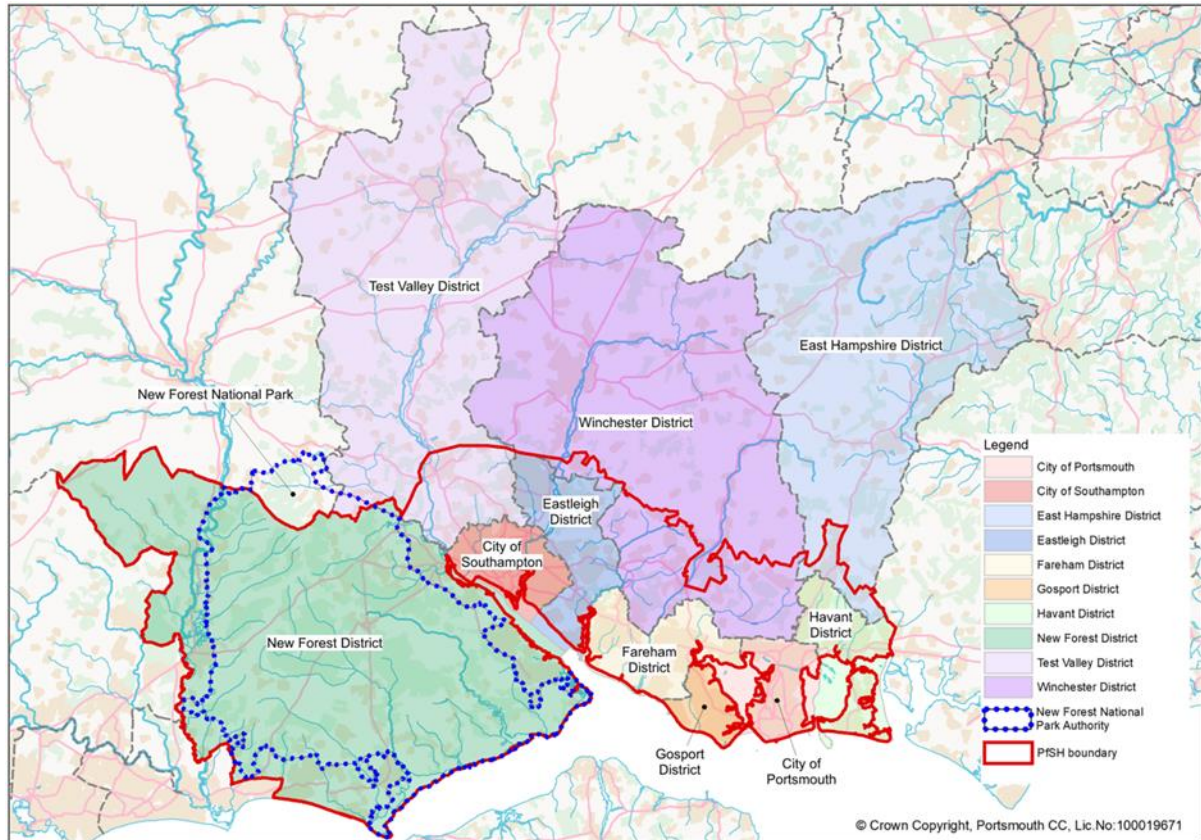 Test Valley District
East Hampshire District
New Forest National Park
Winchester District
Eastleigh
District
City of
Southampton
Havant
District
New Forest District
Fareham
District
Gosport
District
City of
Portsmouth
Legend
City of Portsmouth
City of Southampton
East Hampshire District
Eastleigh District
Fareham District
Gosport District
Havant District
New Forest District
Test Valley District
Winchester District
New Forest National
Park Authority
PfSH boundary
© Crown Copyright, Portsmouth CC, Lic.No:100019671